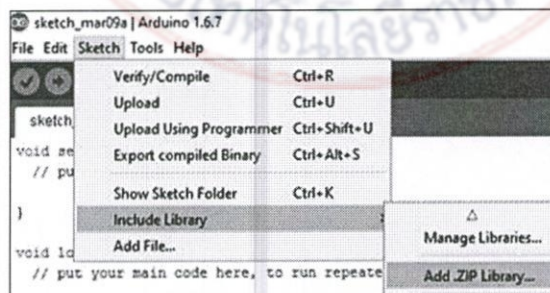 sketch_mar09a | Arduino 1.6.7
File Edit Sketch Tools Help
Verify/Compile Ctrl+R
Upload Ctrl+U
sketch_
Upload Using Programmer Ctrl+Shift+U
void se
Export compiled Binary Ctrl+Alt+S
// pu
Show Sketch Folder Ctrl+K
}
Include Library
Manage Libraries...
Add File...
void lo
// put your main code here, to run repeate
Add .ZIP Library...